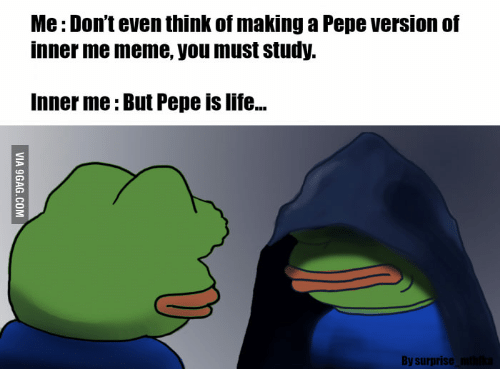 Me : Don't even think of making a Pepe version of
inner me meme, you must study.
Inner me : But Pepe is life...
VIA 9GAG.COM
By surprise